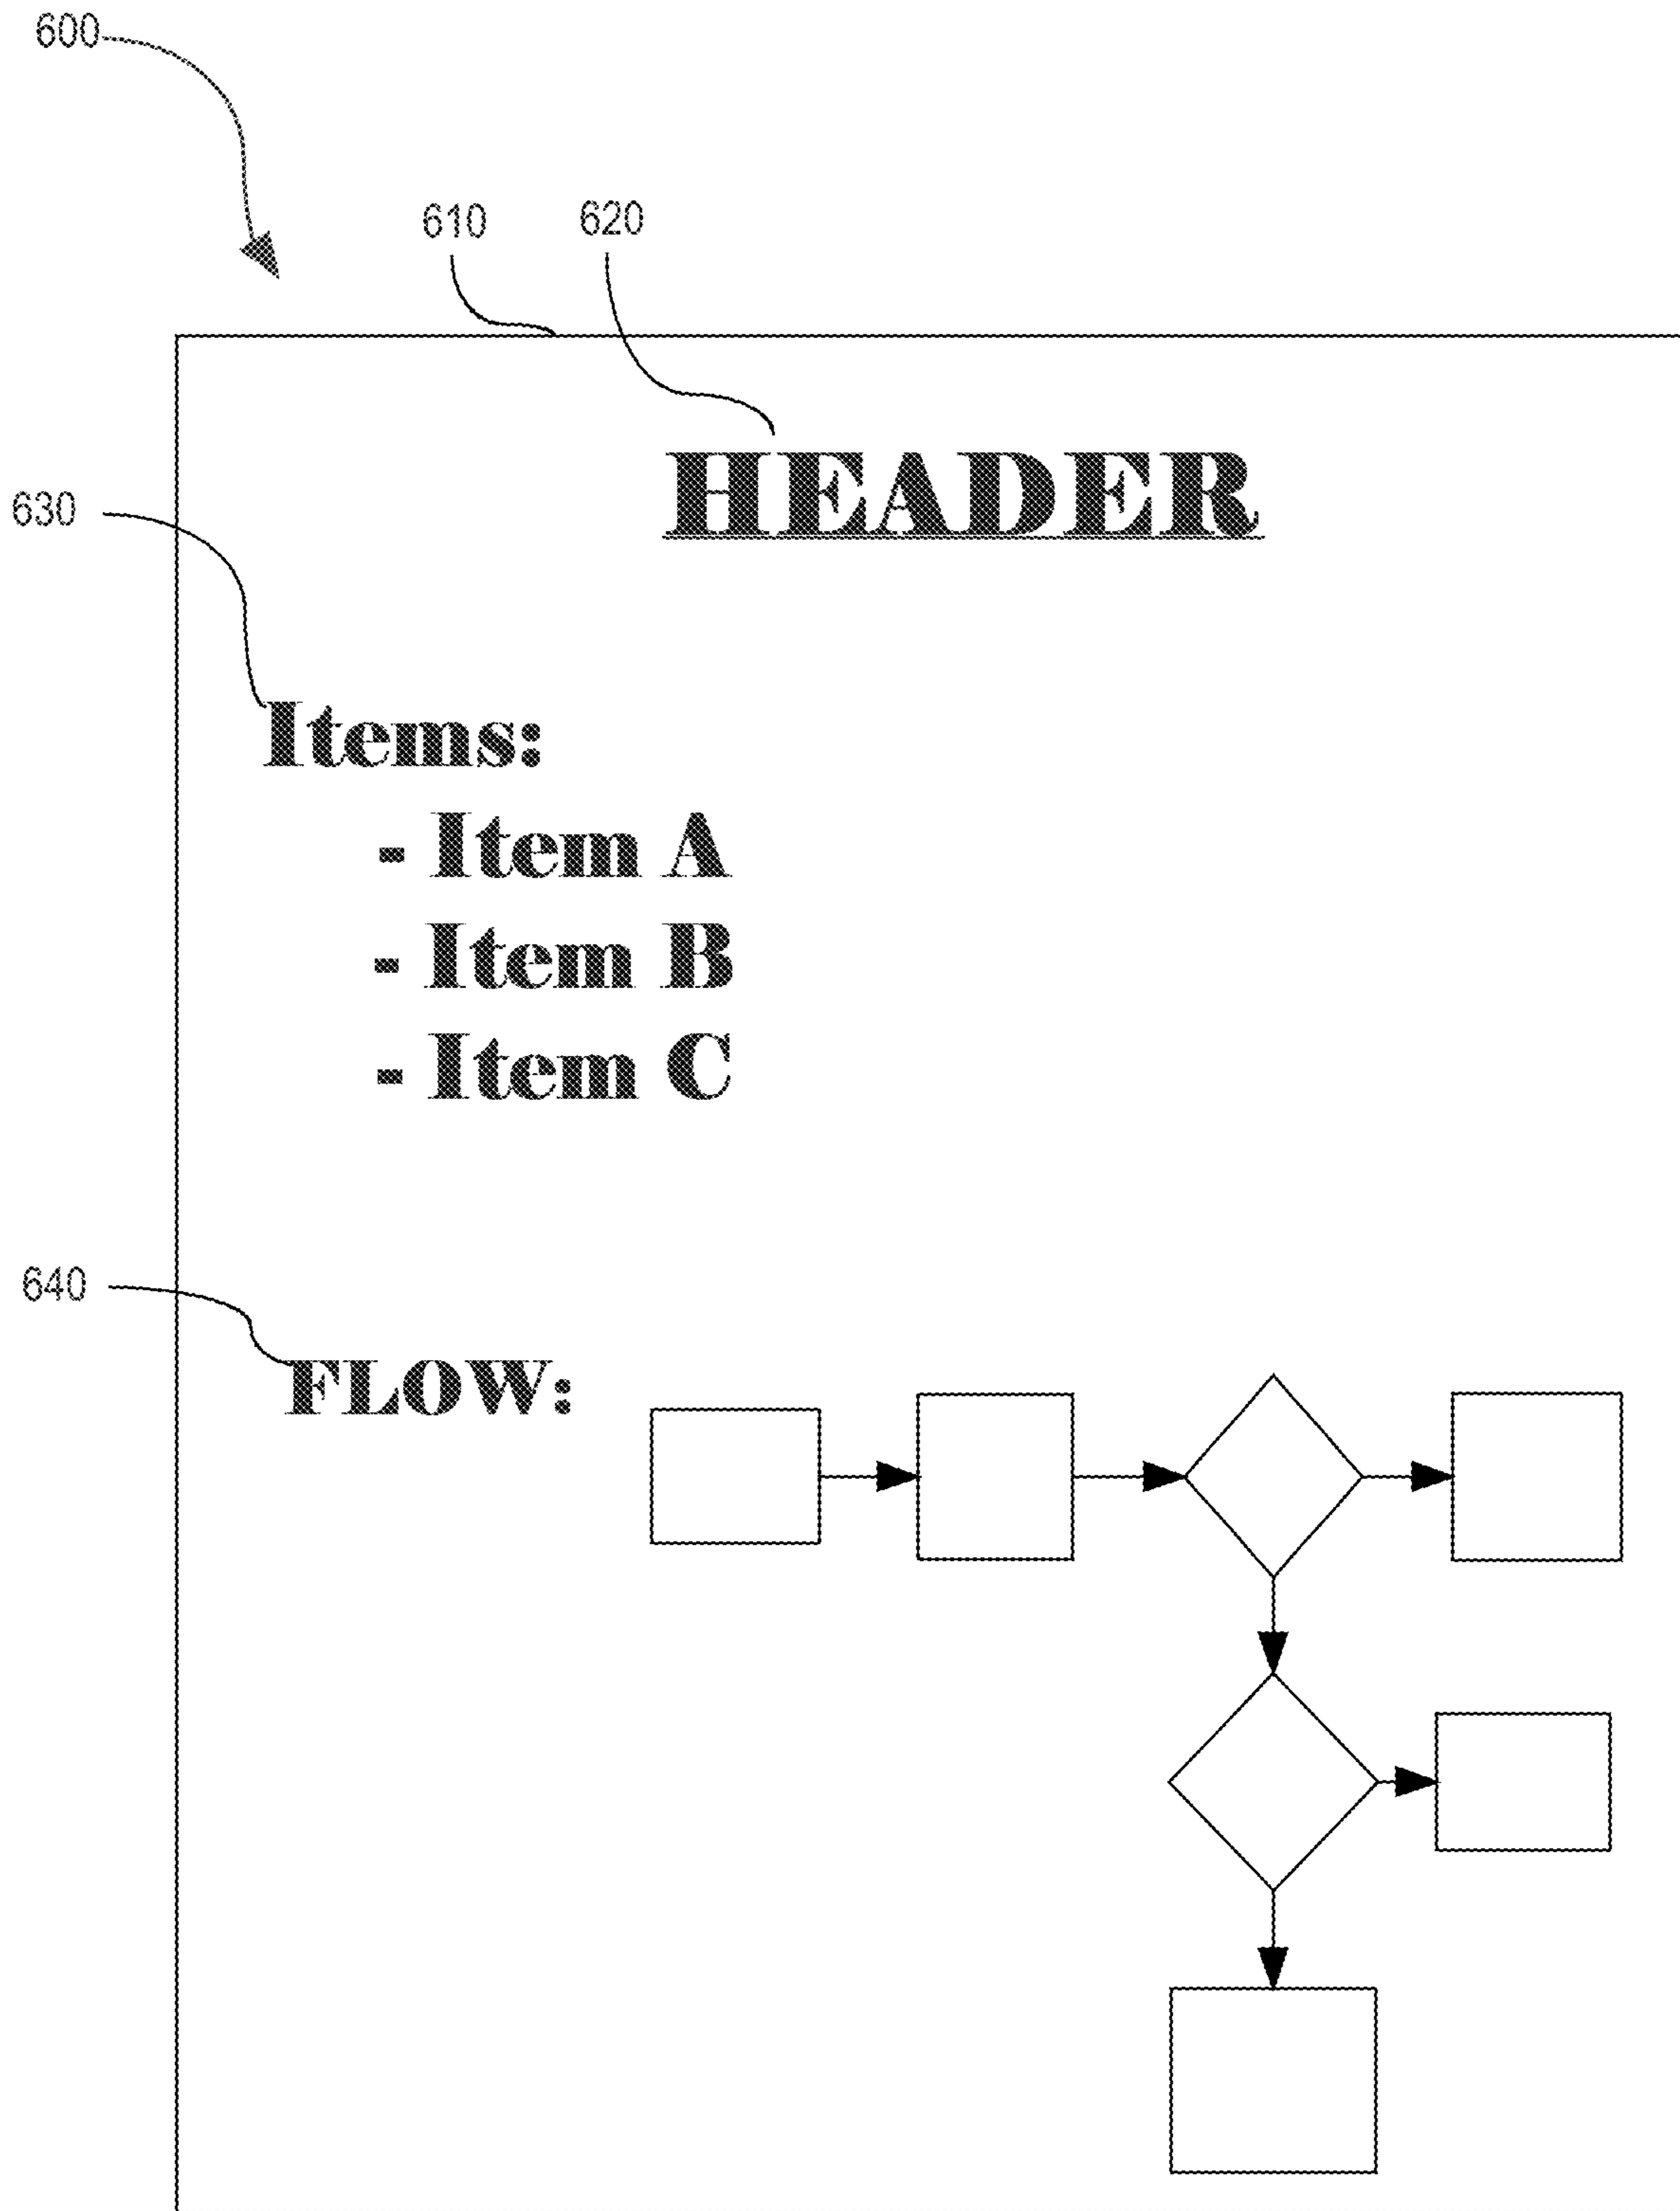 600
610 620
HEADER
630
Items:
- Item A
- Item B
- Item C
640
FLOW: